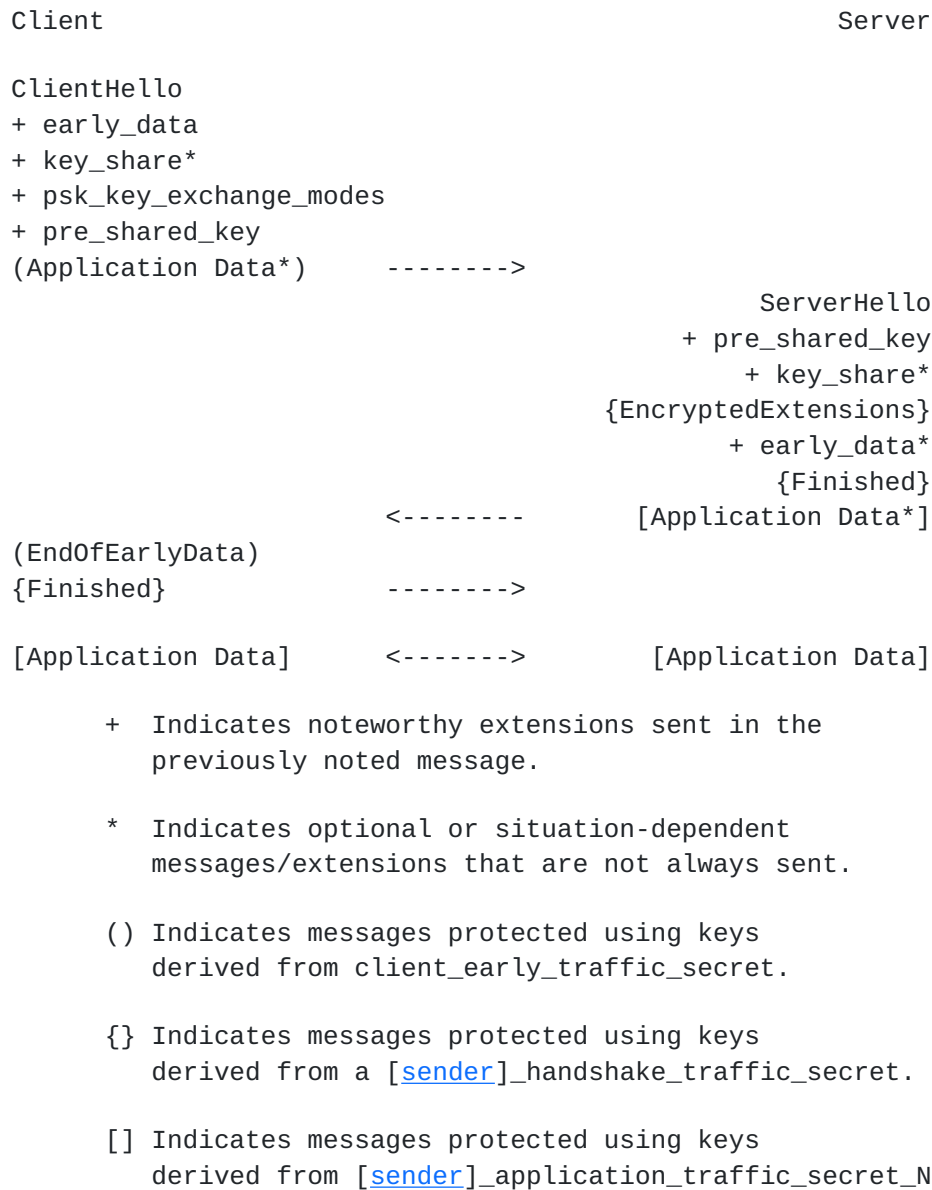 Client                                               Server

ClientHello
+ early_data
+ key_share*
+ psk_key_exchange_modes
+ pre_shared_key
(Application Data*)     -------->
                                                ServerHello
                                           + pre_shared_key
                                               + key_share*
                                      {EncryptedExtensions}
                                              + early_data*
                                                 {Finished}
                        <--------       [Application Data*]
(EndOfEarlyData)
{Finished}              -------->

[Application Data]      <------->        [Application Data]

      +  Indicates noteworthy extensions sent in the
         previously noted message.

      *  Indicates optional or situation-dependent
         messages/extensions that are not always sent.

      () Indicates messages protected using keys
         derived from client_early_traffic_secret.

      {} Indicates messages protected using keys
         derived from a [sender]_handshake_traffic_secret.

      [] Indicates messages protected using keys
         derived from [sender]_application_traffic_secret_N